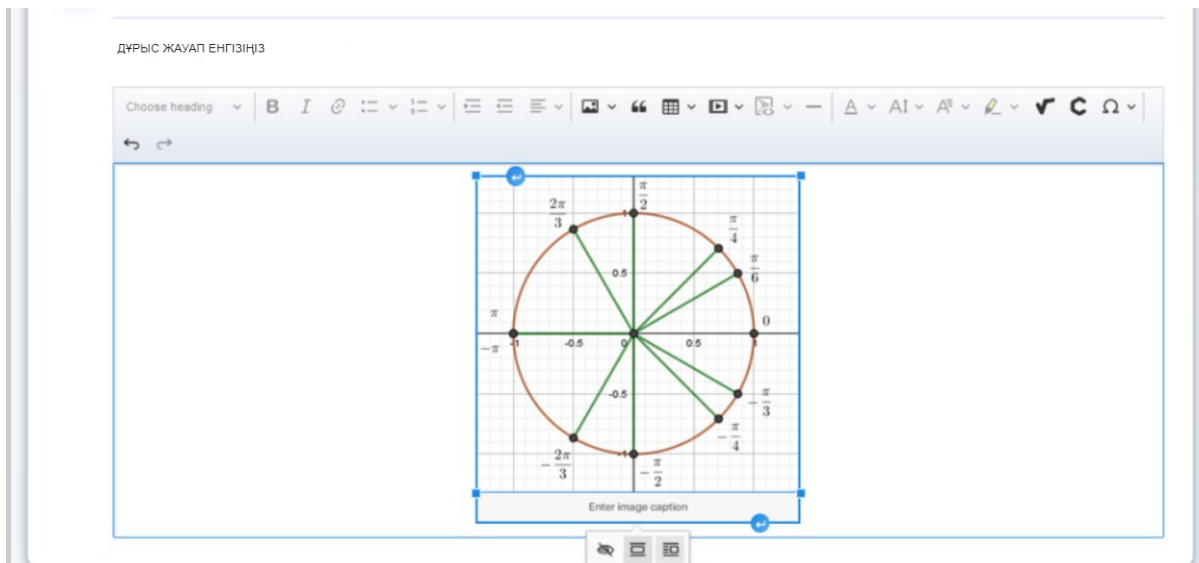 ДҰРЫС ЖАУАП ЕНГІЗІҢІЗ
Choose heading
π/2
2π/3
1
π/4
0.5
π/6
π
0
-π
-1 -0.5 0 0.5 1
-0.5
-π/3
-π/4
-1
-2π/3
-π/2
Enter image caption